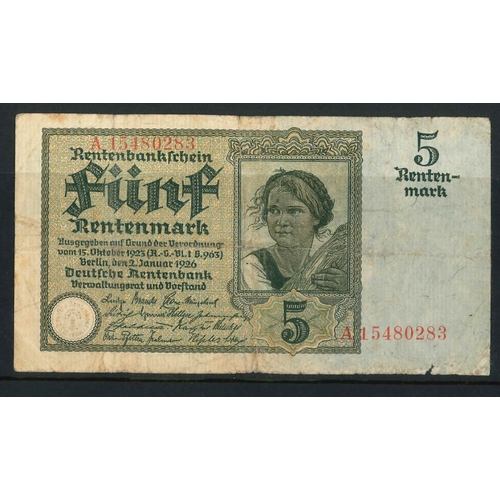 A 15480283
Rentenbankschein
Fünf
Rentenmark
Ausgegeben auf Grund der Verordnung
vom 15. Oktober 1923 (R.-G.-Bl. I S. 963)
Berlin, den 2. Januar 1926
Deutsche Rentenbank
Verwaltungsrat und Vorstand
5
A 15480283
5
Renten-
mark